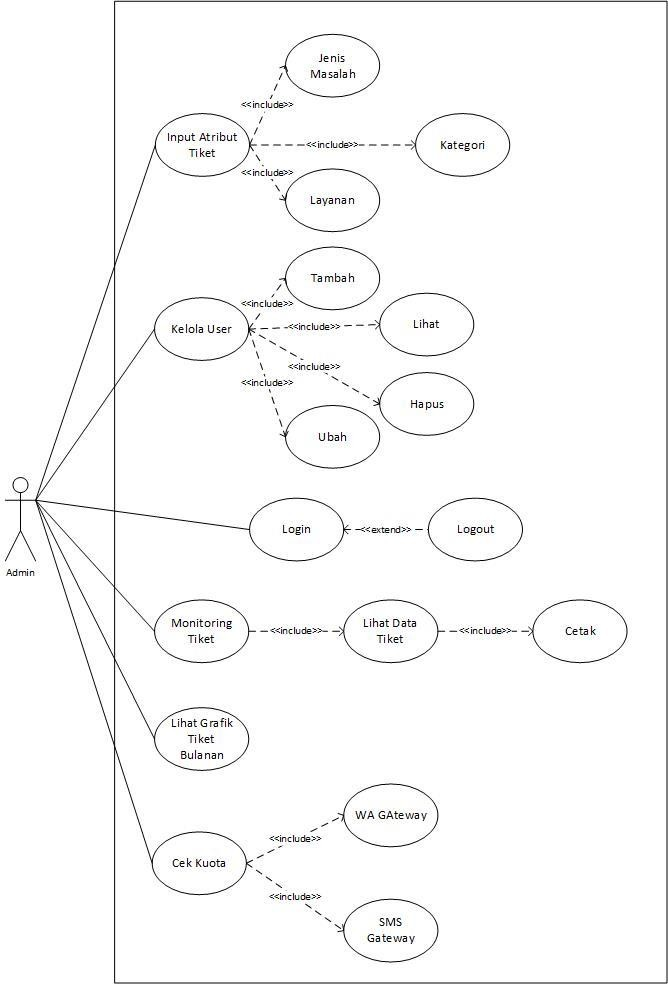 Jenis
Masalah
<<include>>
Input Atribut
Tiket
<<include>>
Kategori
<<include>>
Layanan
Tambah
<<include>>
Kelola User
<<include>>
Lihat
<<include>>
<<include>>
Hapus
Ubah
Admin
Login
<<extend>>
Logout
Monitoring
Tiket
<<include>>
Lihat Data
Tiket
<<include>>
Cetak
Lihat Grafik
Tiket
Bulanan
WA GAteway
<<include>>
Cek Kuota
<<include>>
SMS
Gateway